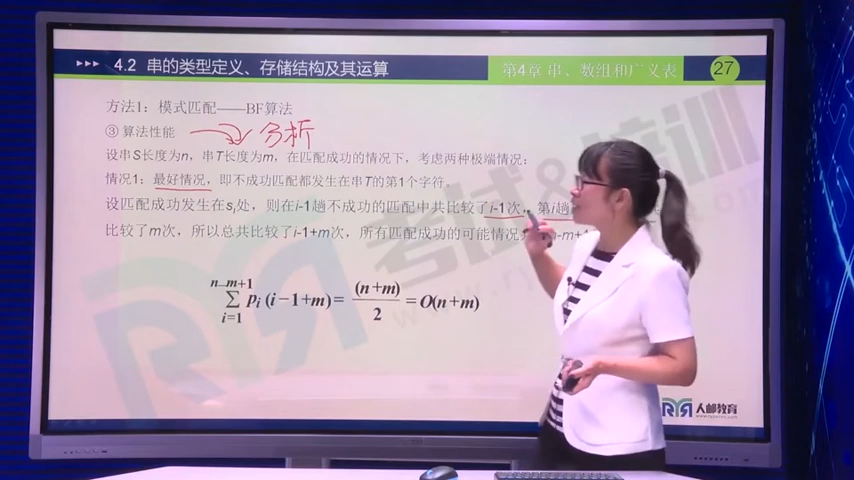 4.2 串的类型定义、存储结构及其运算
第4章 串、数组和广义表
27
方法1：模式匹配——BF算法
③ 算法性能 分析
设串S长度为n，串T长度为m，在匹配成功的情况下，考虑两种极端情况：
情况1：最好情况，即不成功匹配都发生在串T的第1个字符。
设匹配成功发生在si处，则在i-1趟不成功的匹配中共比较了i-1次，第i趟
比较了m次，所以总共比较了i-1+m次，所有匹配成功的可能情况
n-m+1
∑ pi (i-1+m) = (n+m)/2 = O(n+m)
i=1
考试&培训
人邮教育